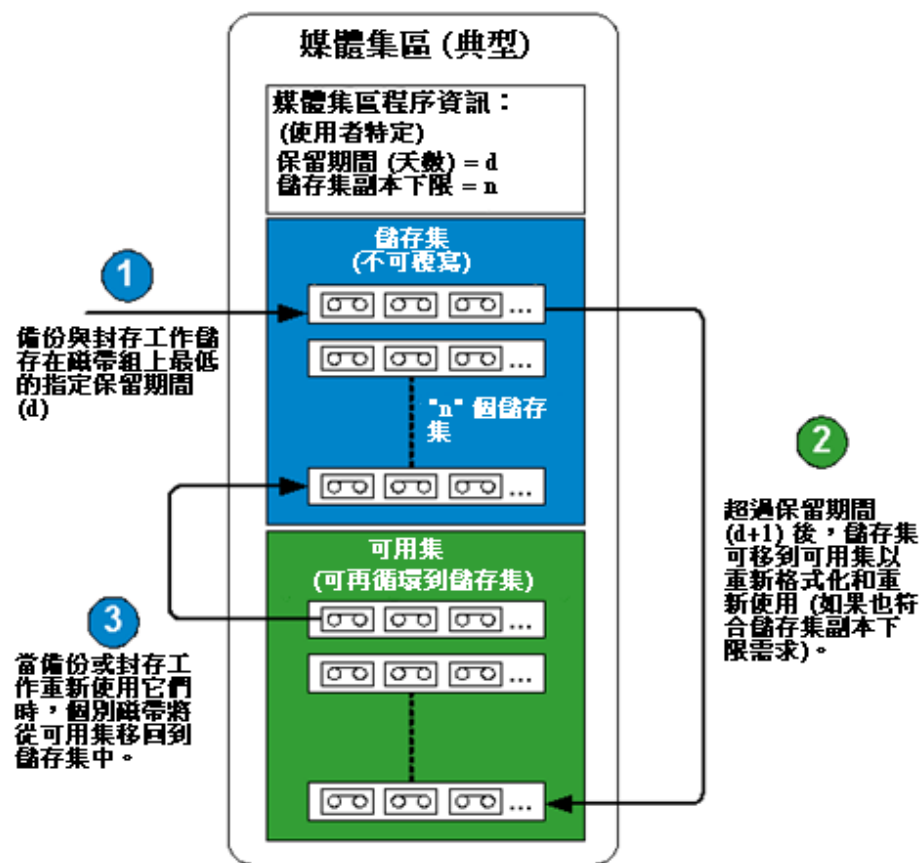 媒體集區 (典型)
媒體集區程序資訊：
(使用者特定)
保留期間 (天數) = d
儲存集副本下限 = n
儲存集
(不可複寫)
1
備份與封存工作儲
存在磁帶組上最低
的指定保留期間
(d)
...
...
"n" 個儲存
集
...
2
超過保留期間
(d+1) 後，儲存集
可移到可用集以
重新格式化和重
新使用 (如果也符
合儲存集副本下
限需求)。
可用集
(可再循環到儲存集)
...
...
...
3
當備份或封存工
作重新使用它們
時，個別磁帶將
從可用集移回到
儲存集中。